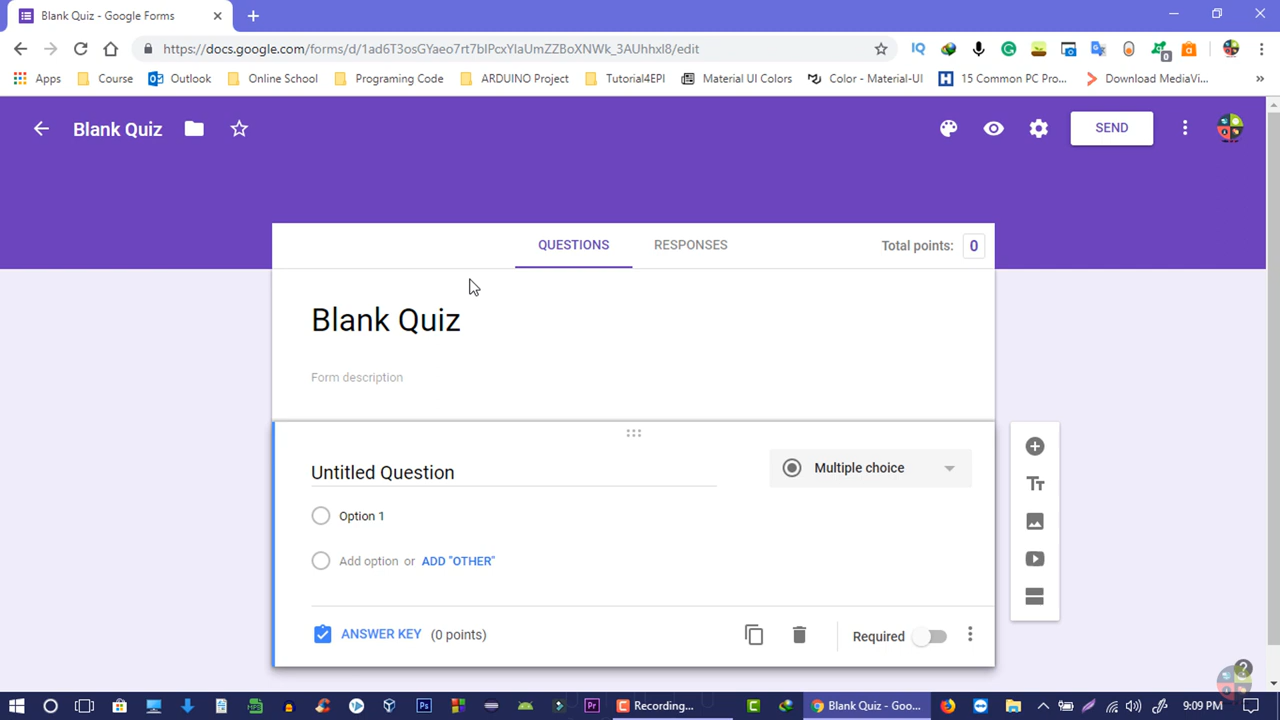 Blank Quiz - Google Forms
https://docs.google.com/forms/d/1ad6T3osGYaeo7rt7blPcxYlaUmZZBoXNWk_3AUhhxl8/edit
IQ
0
Apps Course Outlook Online School Programing Code ARDUINO Project Tutorial4EPI Material UI Colors Color - Material-UI 15 Common PC Pro... Download MediaVi... »
Blank Quiz
SEND
QUESTIONS RESPONSES Total points: 0
Blank Quiz
Form description
Untitled Question
Multiple choice
Option 1
Add option or ADD "OTHER"
ANSWER KEY (0 points)
Required
Recording...
Blank Quiz - Goo...
9:09 PM